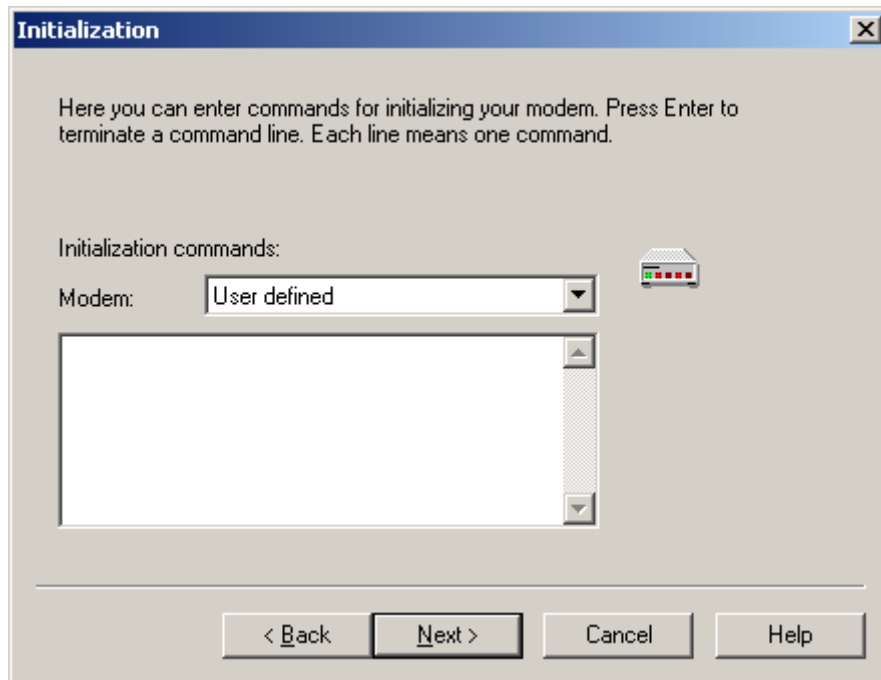 Initialization
Here you can enter commands for initializing your modem. Press Enter to
terminate a command line. Each line means one command.
Initialization commands:
Modem:
User defined
< Back
Next >
Cancel
Help